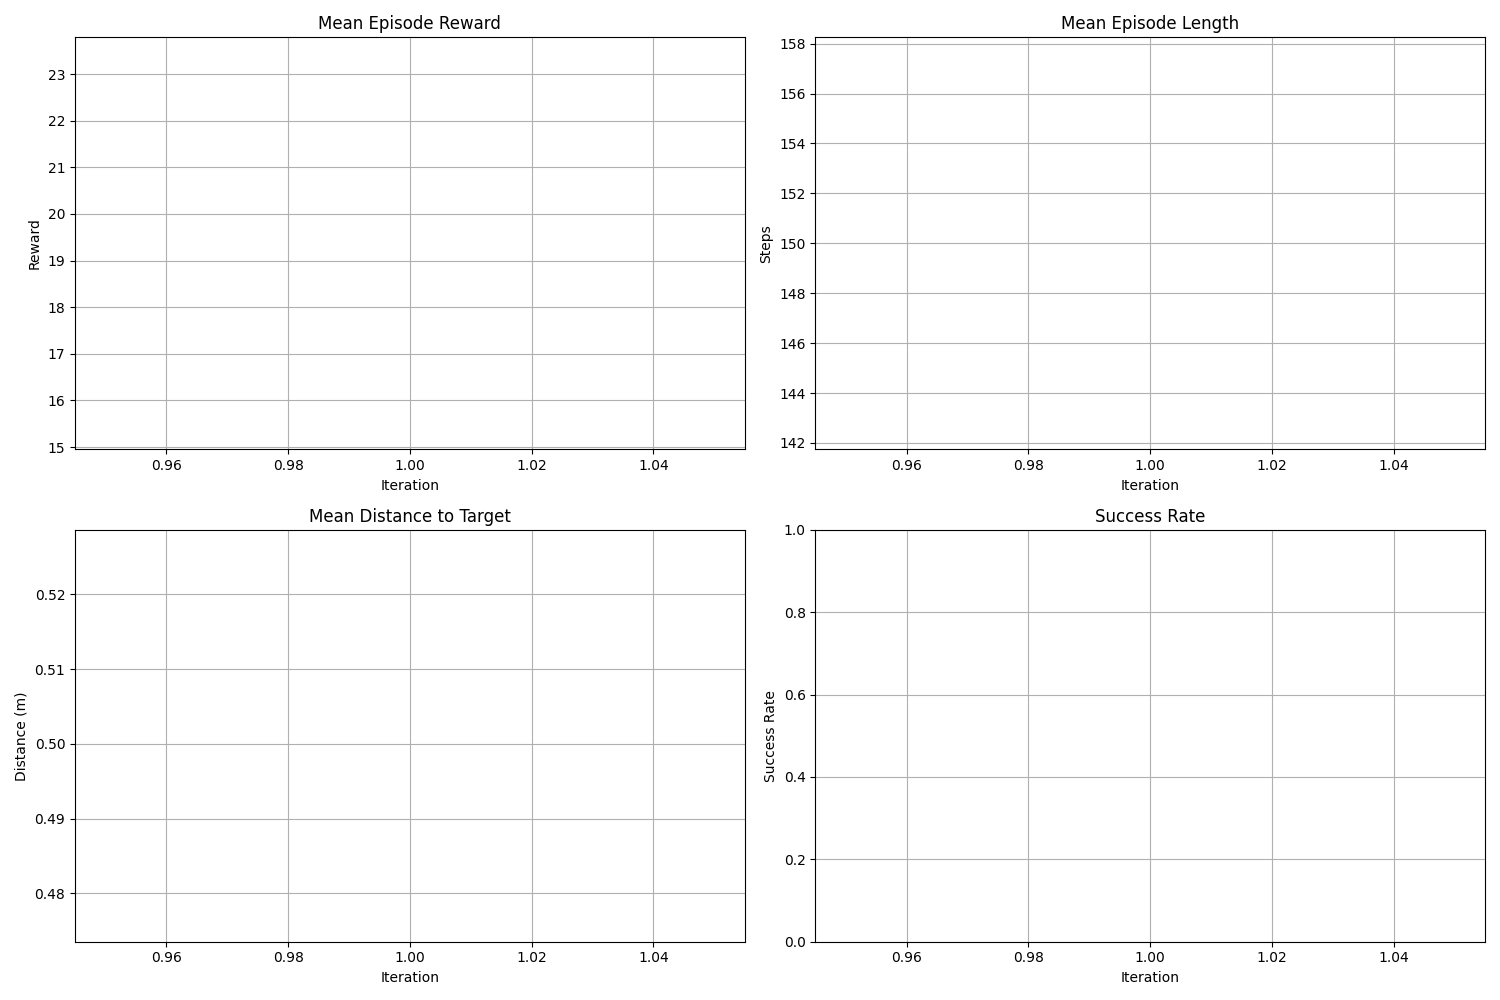 Mean Episode Reward
Reward
23
22
21
20
19
18
17
16
15
0.96 0.98 1.00 1.02 1.04
Iteration
Mean Episode Length
Steps
158
156
154
152
150
148
146
144
142
0.96 0.98 1.00 1.02 1.04
Iteration
Mean Distance to Target
Distance (m)
0.52
0.51
0.50
0.49
0.48
0.96 0.98 1.00 1.02 1.04
Iteration
Success Rate
Success Rate
1.0
0.8
0.6
0.4
0.2
0.0
0.96 0.98 1.00 1.02 1.04
Iteration